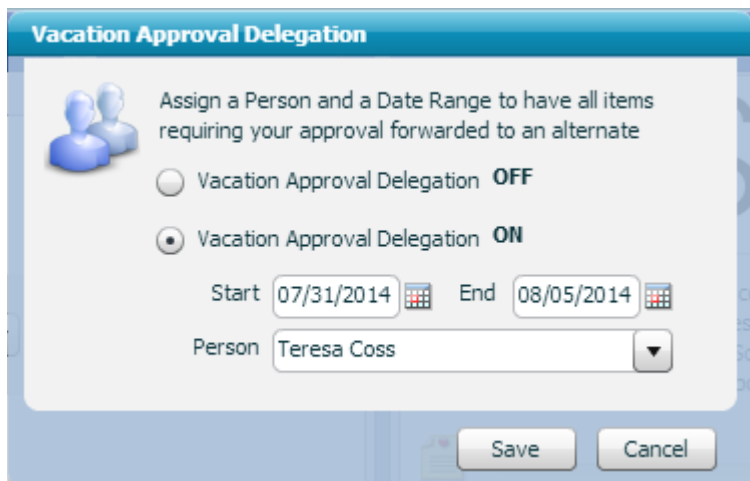 Vacation Approval Delegation
Assign a Person and a Date Range to have all items
requiring your approval forwarded to an alternate
Vacation Approval Delegation OFF
Vacation Approval Delegation ON
Start 07/31/2014 End 08/05/2014
Person Teresa Coss
Save Cancel